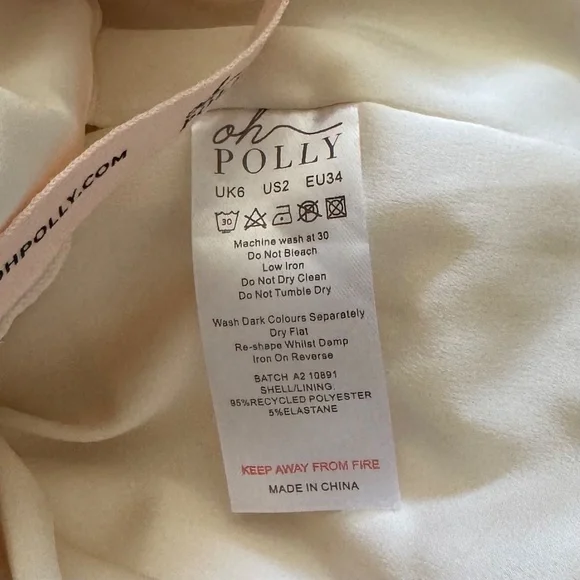 OHPOLLY.COM
oh
POLLY
UK6 US2 EU34
30
Machine wash at 30
Do Not Bleach
Low Iron
Do Not Dry Clean
Do Not Tumble Dry
Wash Dark Colours Separately
Dry Flat
Re-shape Whilst Damp
Iron On Reverse
BATCH A2 10891
SHELL/LINING:
95%RECYCLED POLYESTER
5%ELASTANE
KEEP AWAY FROM FIRE
MADE IN CHINA